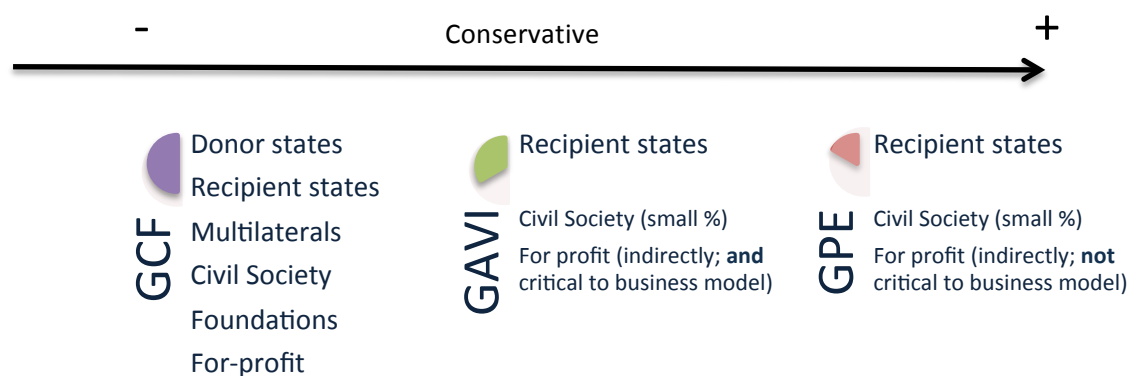 - Conservative +
GCF
Donor states
Recipient states
Multilaterals
Civil Society
Foundations
For-profit
GAVI
Recipient states
Civil Society (small %)
For profit (indirectly; and
critical to business model)
GPE
Recipient states
Civil Society (small %)
For profit (indirectly; not
critical to business model)